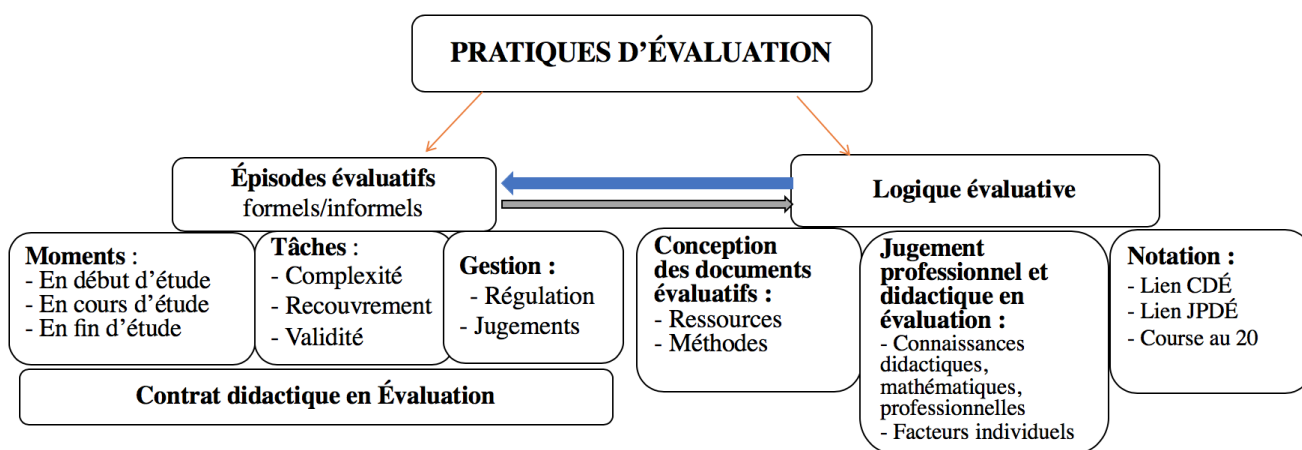 PRATIQUES D’ÉVALUATION
Épisodes évaluatifs
formels/informels
Logique évaluative
Moments :
- En début d’étude
- En cours d’étude
- En fin d’étude
Tâches :
- Complexité
- Recouvrement
- Validité
Gestion :
- Régulation
- Jugements
Contrat didactique en Évaluation
Conception
des documents
évaluatifs :
- Ressources
- Méthodes
Jugement
professionnel et
didactique en
évaluation :
- Connaissances
didactiques,
mathématiques,
professionnelles
- Facteurs individuels
Notation :
- Lien CDÉ
- Lien JPDÉ
- Course au 20